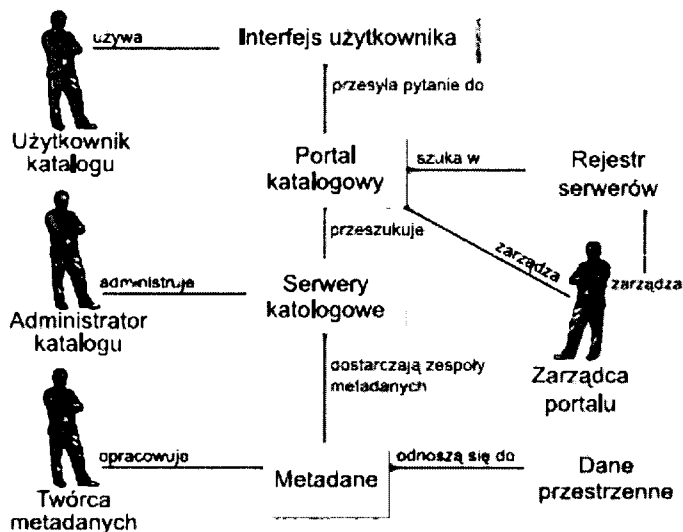 używa
Interfejs użytkownika
przesyła pytanie do
Użytkownik
katalogu
Portal
katalogowy
szuka w
Rejestr
serwerów
przeszukuje
zarządza
zarządza
administruje
Serwery
katologowe
Administrator
katalogu
dostarczają zespoły
metadanych
Zarządca
portalu
opracowuje
Metadane
odnoszą się do
Dane
przestrzenne
Twórca
metadanych